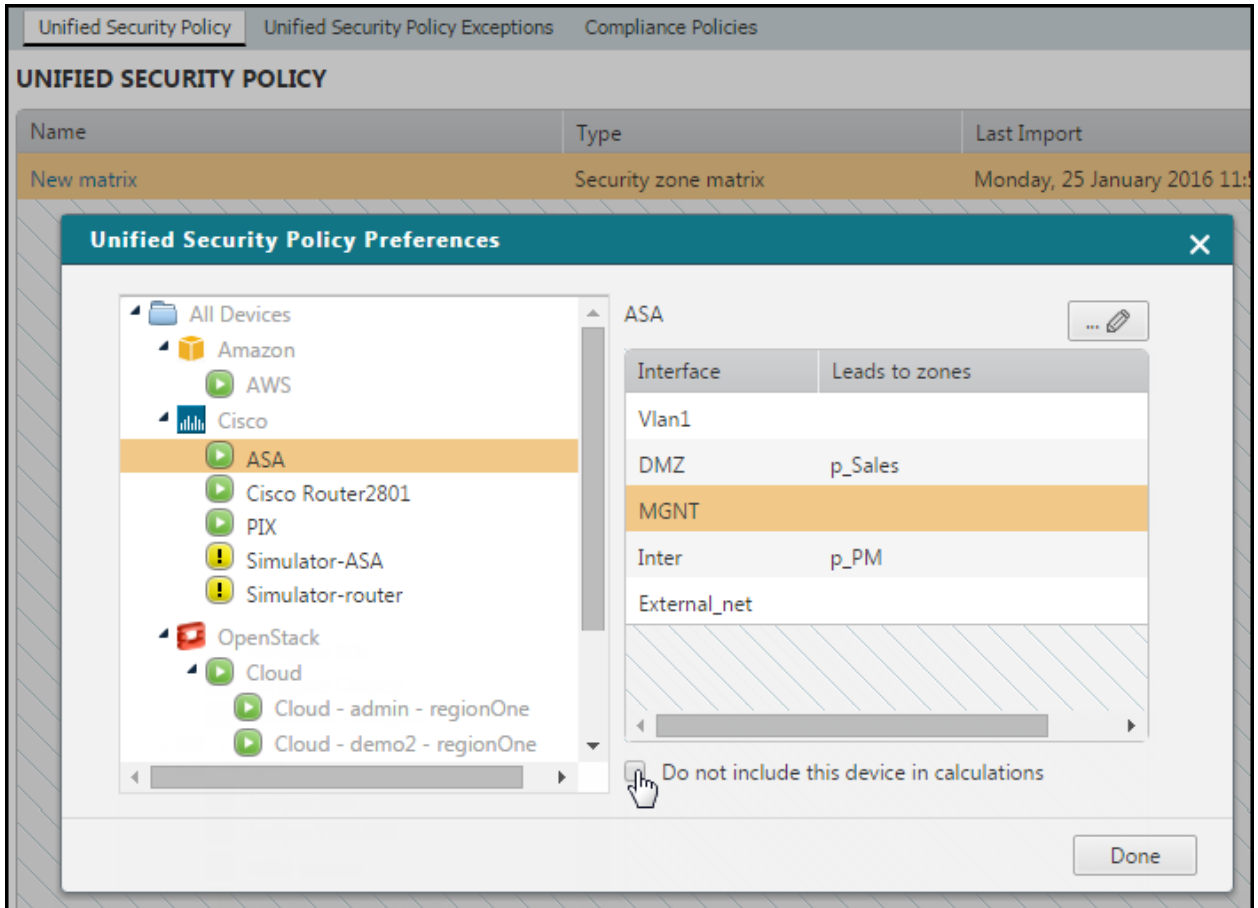 Unified Security Policy Unified Security Policy Exceptions Compliance Policies
UNIFIED SECURITY POLICY
Name Type Last Import
New matrix Security zone matrix Monday, 25 January 2016 11:
Unified Security Policy Preferences
All Devices
Amazon
AWS
Cisco
ASA
Cisco Router2801
PIX
Simulator-ASA
Simulator-router
OpenStack
Cloud
Cloud - admin - regionOne
Cloud - demo2 - regionOne
ASA
...
Interface Leads to zones
Vlan1
DMZ p_Sales
MGNT
Inter p_PM
External_net
Do not include this device in calculations
Done